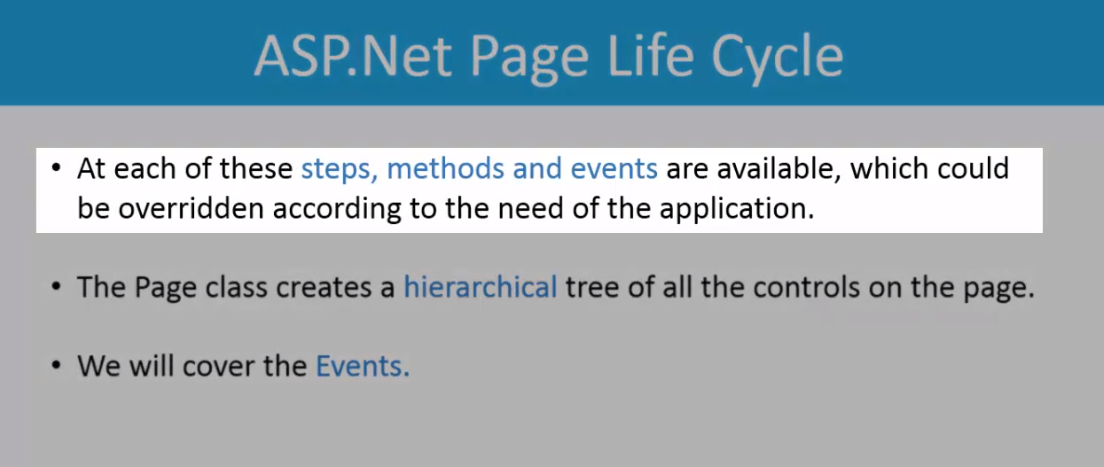 ASP.Net Page Life Cycle
• At each of these steps, methods and events are available, which could
be overridden according to the need of the application.
• The Page class creates a hierarchical tree of all the controls on the page.
• We will cover the Events.